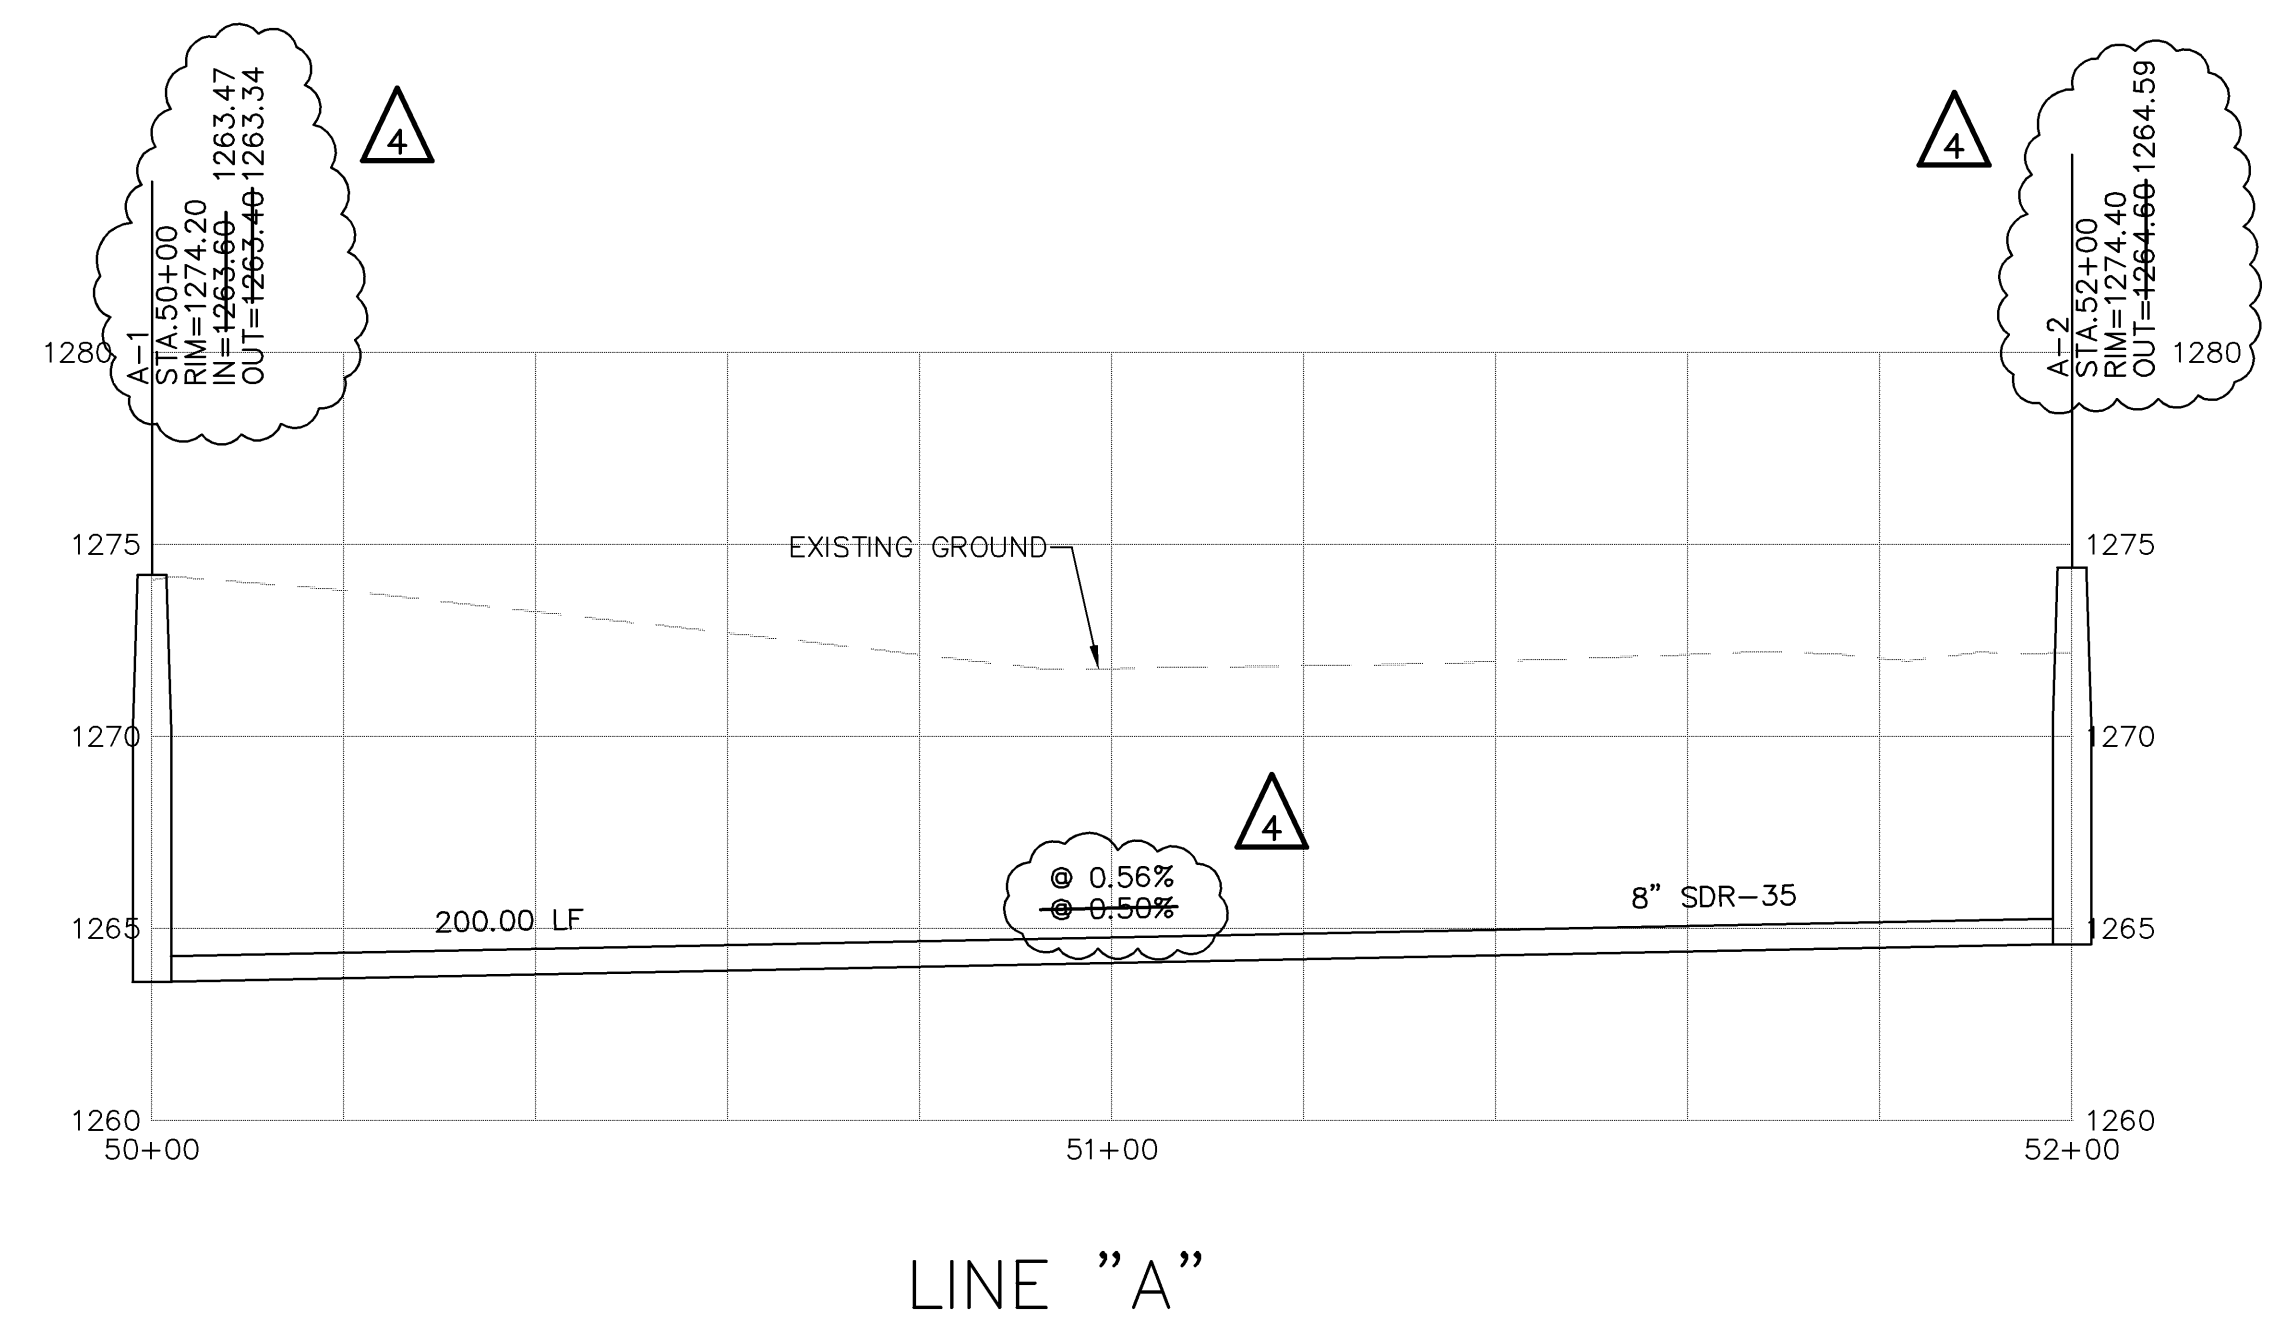 A-1
STA.50+00
RIM=1274.20
IN=1263.60 1263.47
OUT=1263.40 1263.34
4
4
A-2
STA.52+00
RIM=1274.40
OUT=1264.60 1264.59
1280
1280
1275
EXISTING GROUND
1275
1270
1270
4
@ 0.56%
@ 0.50%
200.00 LF
8" SDR-35
1265
1265
1260
1260
50+00
51+00
52+00
LINE "A"